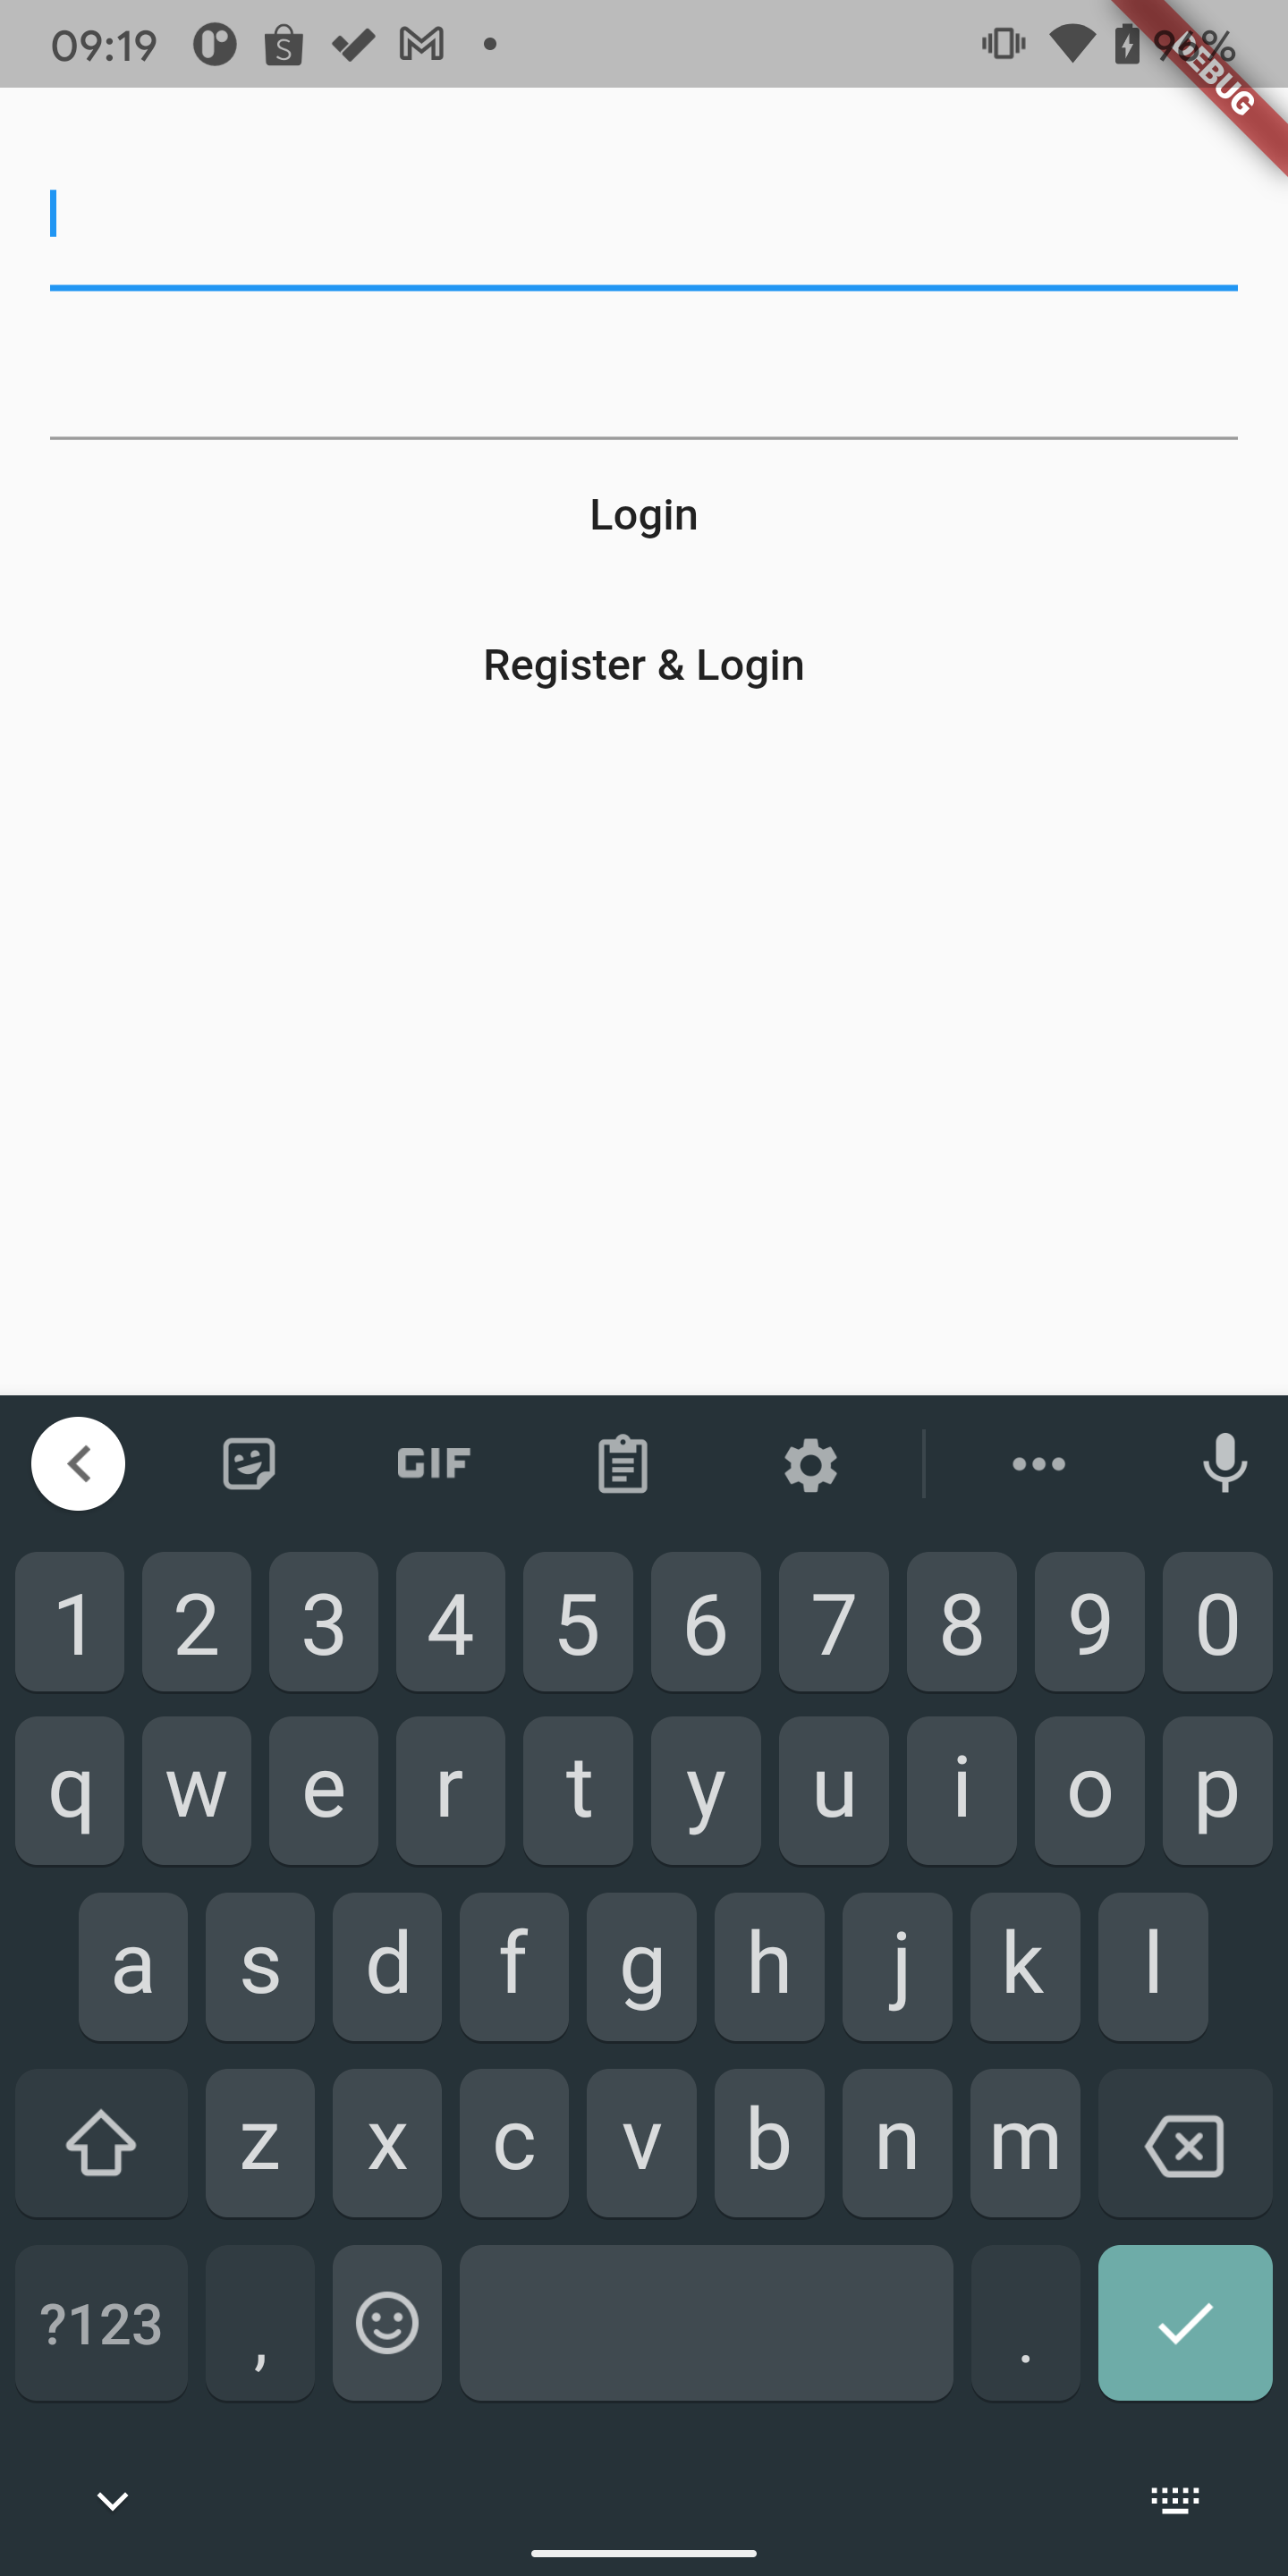 09:19 S 96%
DEBUG
Login
Register & Login
GIF
1 2 3 4 5 6 7 8 9 0
q w e r t y u i o p
a s d f g h j k l
z x c v b n m
?123 , .